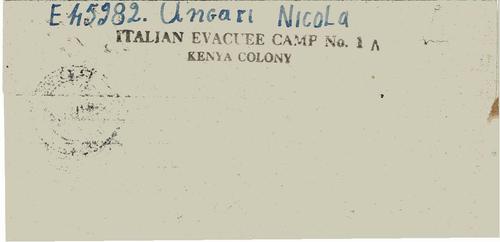 E45982. Ungari Nicola
ITALIAN EVACUEE CAMP No. 1 A
KENYA COLONY